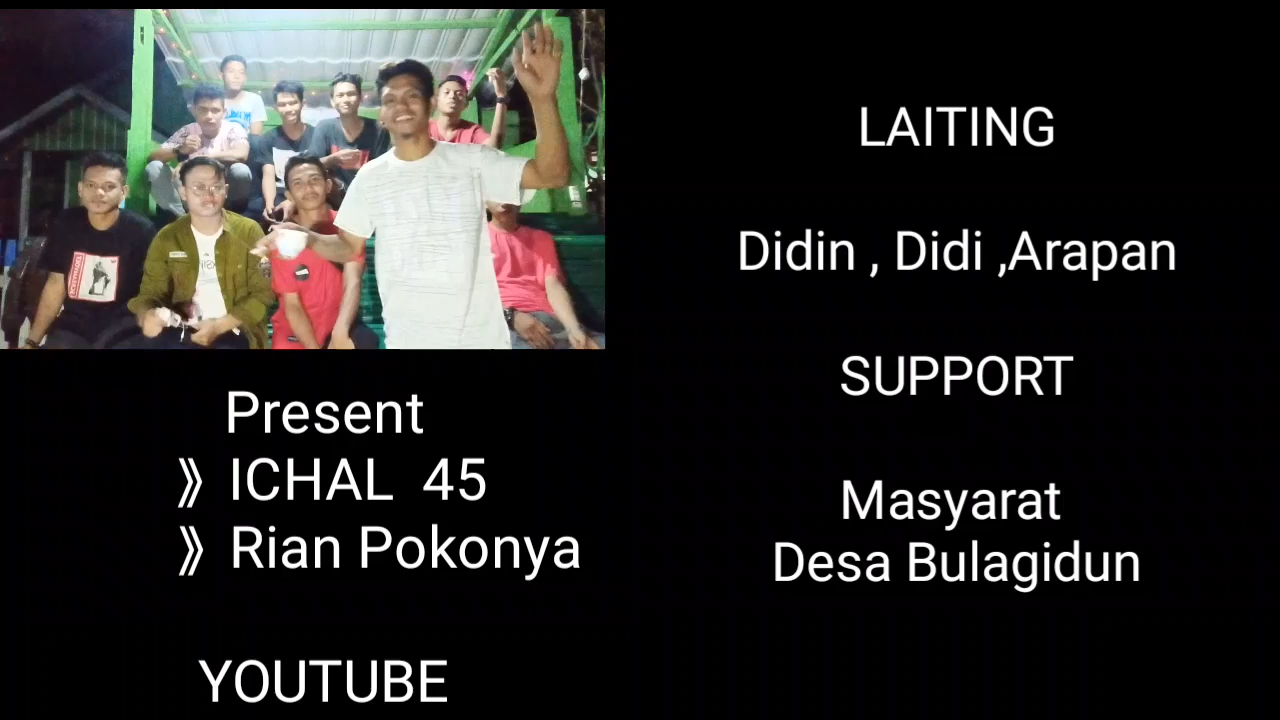 Present
》 ICHAL 45
》 Rian Pokonya
YOUTUBE
LAITING
Didin , Didi ,Arapan
SUPPORT
Masyarat
Desa Bulagidun